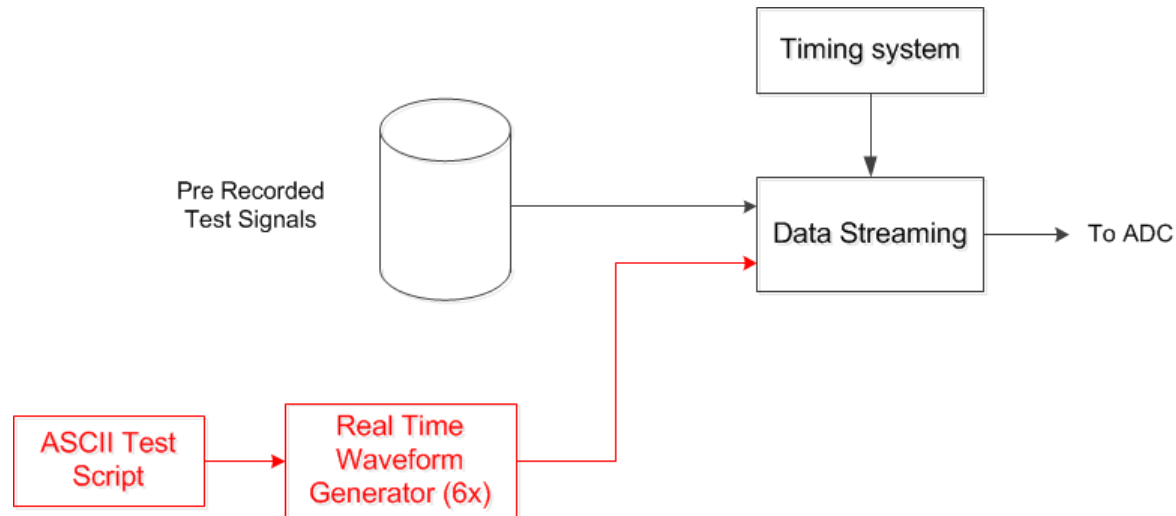 Timing system
Pre Recorded
Test Signals
Data Streaming
To ADC
ASCII Test
Script
Real Time
Waveform
Generator (6x)